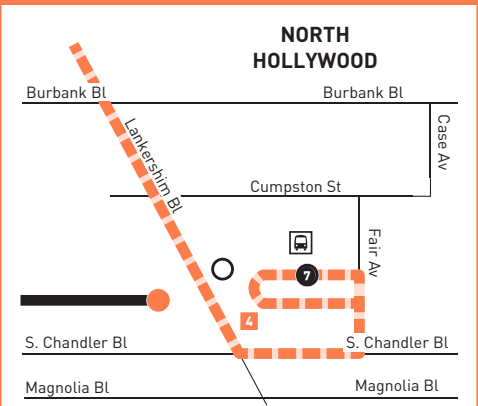 NORTH
HOLLYWOOD
Burbank Bl
Burbank Bl
Lankershim Bl
Case Av
Cumpston St
Fair Av
7
4
S. Chandler Bl
S. Chandler Bl
Magnolia Bl
Magnolia Bl